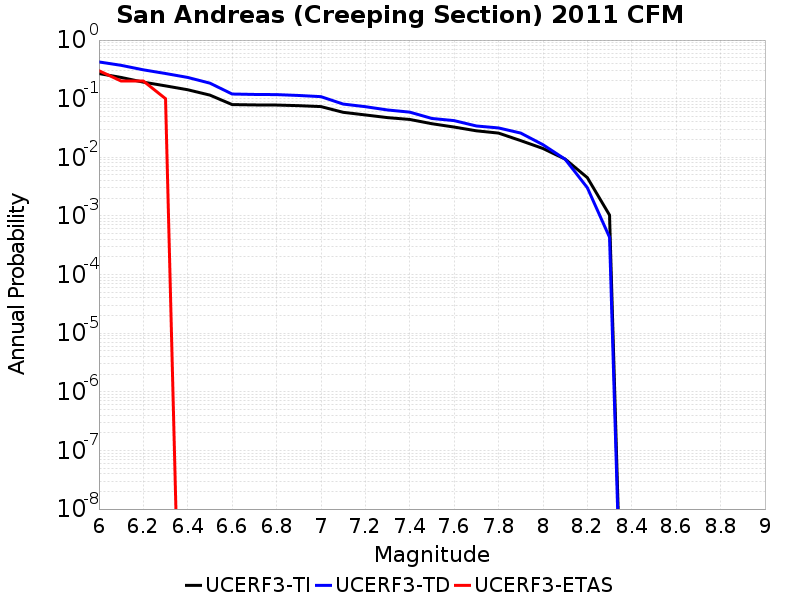 San Andreas (Creeping Section) 2011 CFM
Annual Probability
10^0
10^-1
10^-2
10^-3
10^-4
10^-5
10^-6
10^-7
10^-8
6 6.2 6.4 6.6 6.8 7 7.2 7.4 7.6 7.8 8 8.2 8.4 8.6 8.8 9
Magnitude
UCERF3-TI UCERF3-TD UCERF3-ETAS